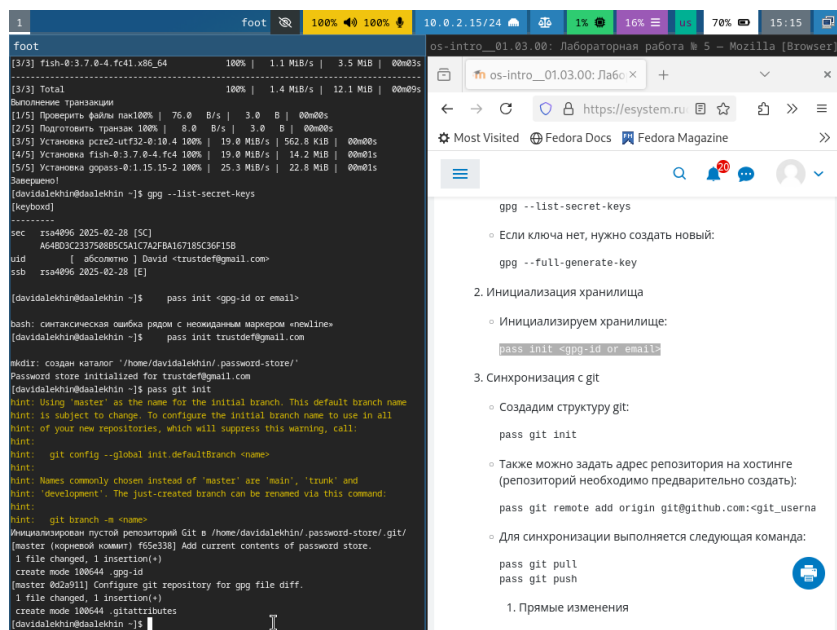 1 foot 100% 100% 10.0.2.15/24 1% 16% us 70% 15:15
foot
[3/3] fish-0:3.7.0-4.fc41.x86_64 100% | 1.1 MiB/s | 3.5 MiB | 00m03s
--------------------------------------------------------------------------------
[3/3] Total 100% | 1.4 MiB/s | 12.1 MiB | 00m09s
Выполнение транзакции
[1/5] Проверить файлы пак100% | 76.0 B/s | 3.0 B | 00m00s
[2/5] Подготовить транзак 100% | 8.0 B/s | 3.0 B | 00m00s
[3/5] Установка pcre2-utf32-0:10.4 100% | 19.0 MiB/s | 562.8 KiB | 00m00s
[4/5] Установка fish-0:3.7.0-4.fc4 100% | 19.0 MiB/s | 14.2 MiB | 00m01s
[5/5] Установка gopass-0:1.15.15-2 100% | 25.3 MiB/s | 22.8 MiB | 00m01s
Завершено!
[davidalekhin@daalekhin ~]$ gpg --list-secret-keys
[keyboxd]
---------
sec rsa4096 2025-02-28 [SC]
A64BD3C2337508B5C5A1C7A2FBA167185C36F15B
uid [ абсолютно ] David <trustdef@gmail.com>
ssb rsa4096 2025-02-28 [E]
[davidalekhin@daalekhin ~]$ pass init <gpg-id or email>
bash: синтаксическая ошибка рядом с неожиданным маркером «newline»
[davidalekhin@daalekhin ~]$ pass init trustdef@gmail.com
mkdir: создан каталог '/home/davidalekhin/.password-store/'
Password store initialized for trustdef@gmail.com
[davidalekhin@daalekhin ~]$ pass git init
hint: Using 'master' as the name for the initial branch. This default branch name
hint: is subject to change. To configure the initial branch name to use in all
hint: of your new repositories, which will suppress this warning, call:
hint:
hint: git config --global init.defaultBranch <name>
hint:
hint: Names commonly chosen instead of 'master' are 'main', 'trunk' and
hint: 'development'. The just-created branch can be renamed via this command:
hint:
hint: git branch -m <name>
Инициализирован пустой репозиторий Git в /home/davidalekhin/.password-store/.git/
[master (корневой коммит) f65e338] Add current contents of password store.
1 file changed, 1 insertion(+)
create mode 100644 .gpg-id
[master 0d2a911] Configure git repository for gpg file diff.
1 file changed, 1 insertion(+)
create mode 100644 .gitattributes
[davidalekhin@daalekhin ~]$
os-intro__01.03.00: Лабораторная работа № 5 — Mozilla [Browser]
os-intro__01.03.00: Лабо
https://esystem.ru
Most Visited Fedora Docs Fedora Magazine
20
gpg --list-secret-keys
◦ Если ключа нет, нужно создать новый:
gpg --full-generate-key
2. Инициализация хранилища
◦ Инициализируем хранилище:
pass init <gpg-id or email>
3. Синхронизация с git
◦ Создадим структуру git:
pass git init
◦ Также можно задать адрес репозитория на хостинге
(репозиторий необходимо предварительно создать):
pass git remote add origin git@github.com:<git_userna
◦ Для синхронизации выполняется следующая команда:
pass git pull
pass git push
1. Прямые изменения